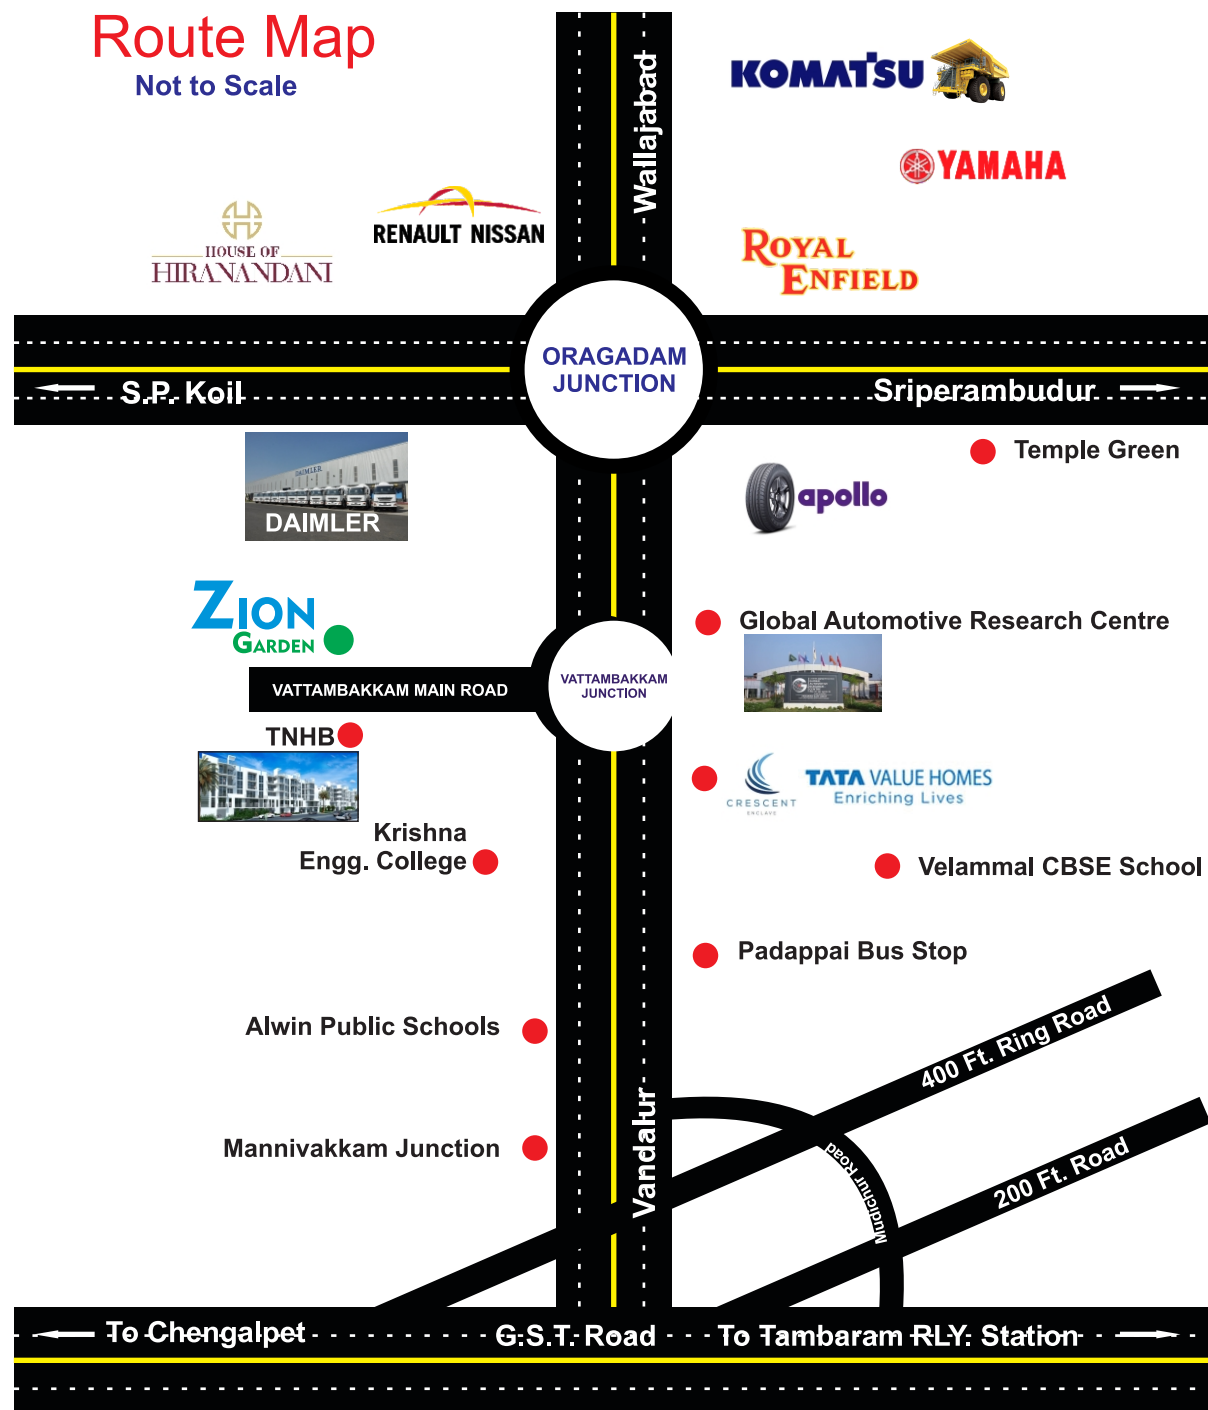 Route Map
Not to Scale
Wallajabad
KOMATSU
YAMAHA
RENAULT NISSAN
HOUSE OF
HIRANANDANI
ROYAL
ENFIELD
ORAGADAM
JUNCTION
S.P. Koil
Sriperambudur
DAIMLER
DAIMLER
Temple Green
apollo
ZION
GARDEN
Global Automotive Research Centre
VATTAMBAKKAM MAIN ROAD
VATTAMBAKKAM
JUNCTION
TNHB
CRESCENT
ENCLAVE
TATA VALUE HOMES
Enriching Lives
Krishna
Engg. College
Velammal CBSE School
Padappai Bus Stop
Alwin Public Schools
400 Ft. Ring Road
Mannivakkam Junction
Vandalur
Mudichur Road
200 Ft. Road
To Chengalpet
G.S.T. Road
To Tambaram RLY. Station